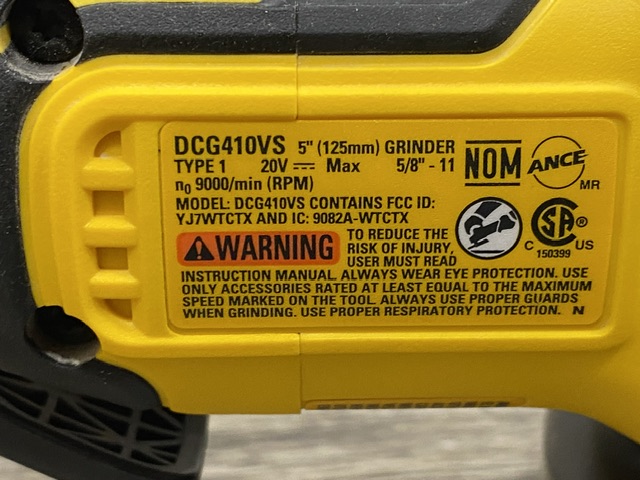 DCG410VS 5" (125mm) GRINDER
TYPE 1 20V ⎓ Max 5/8" - 11
n₀ 9000/min (RPM)
MODEL: DCG410VS CONTAINS FCC ID:
YJ7WTCTX AND IC: 9082A-WTCTX
NOM
ANCE
MR
WARNING
TO REDUCE THE
RISK OF INJURY,
USER MUST READ
INSTRUCTION MANUAL. ALWAYS WEAR EYE PROTECTION. USE
ONLY ACCESSORIES RATED AT LEAST EQUAL TO THE MAXIMUM
SPEED MARKED ON THE TOOL. ALWAYS USE PROPER GUARDS
WHEN GRINDING. USE PROPER RESPIRATORY PROTECTION. N
SA ®
C US
150399